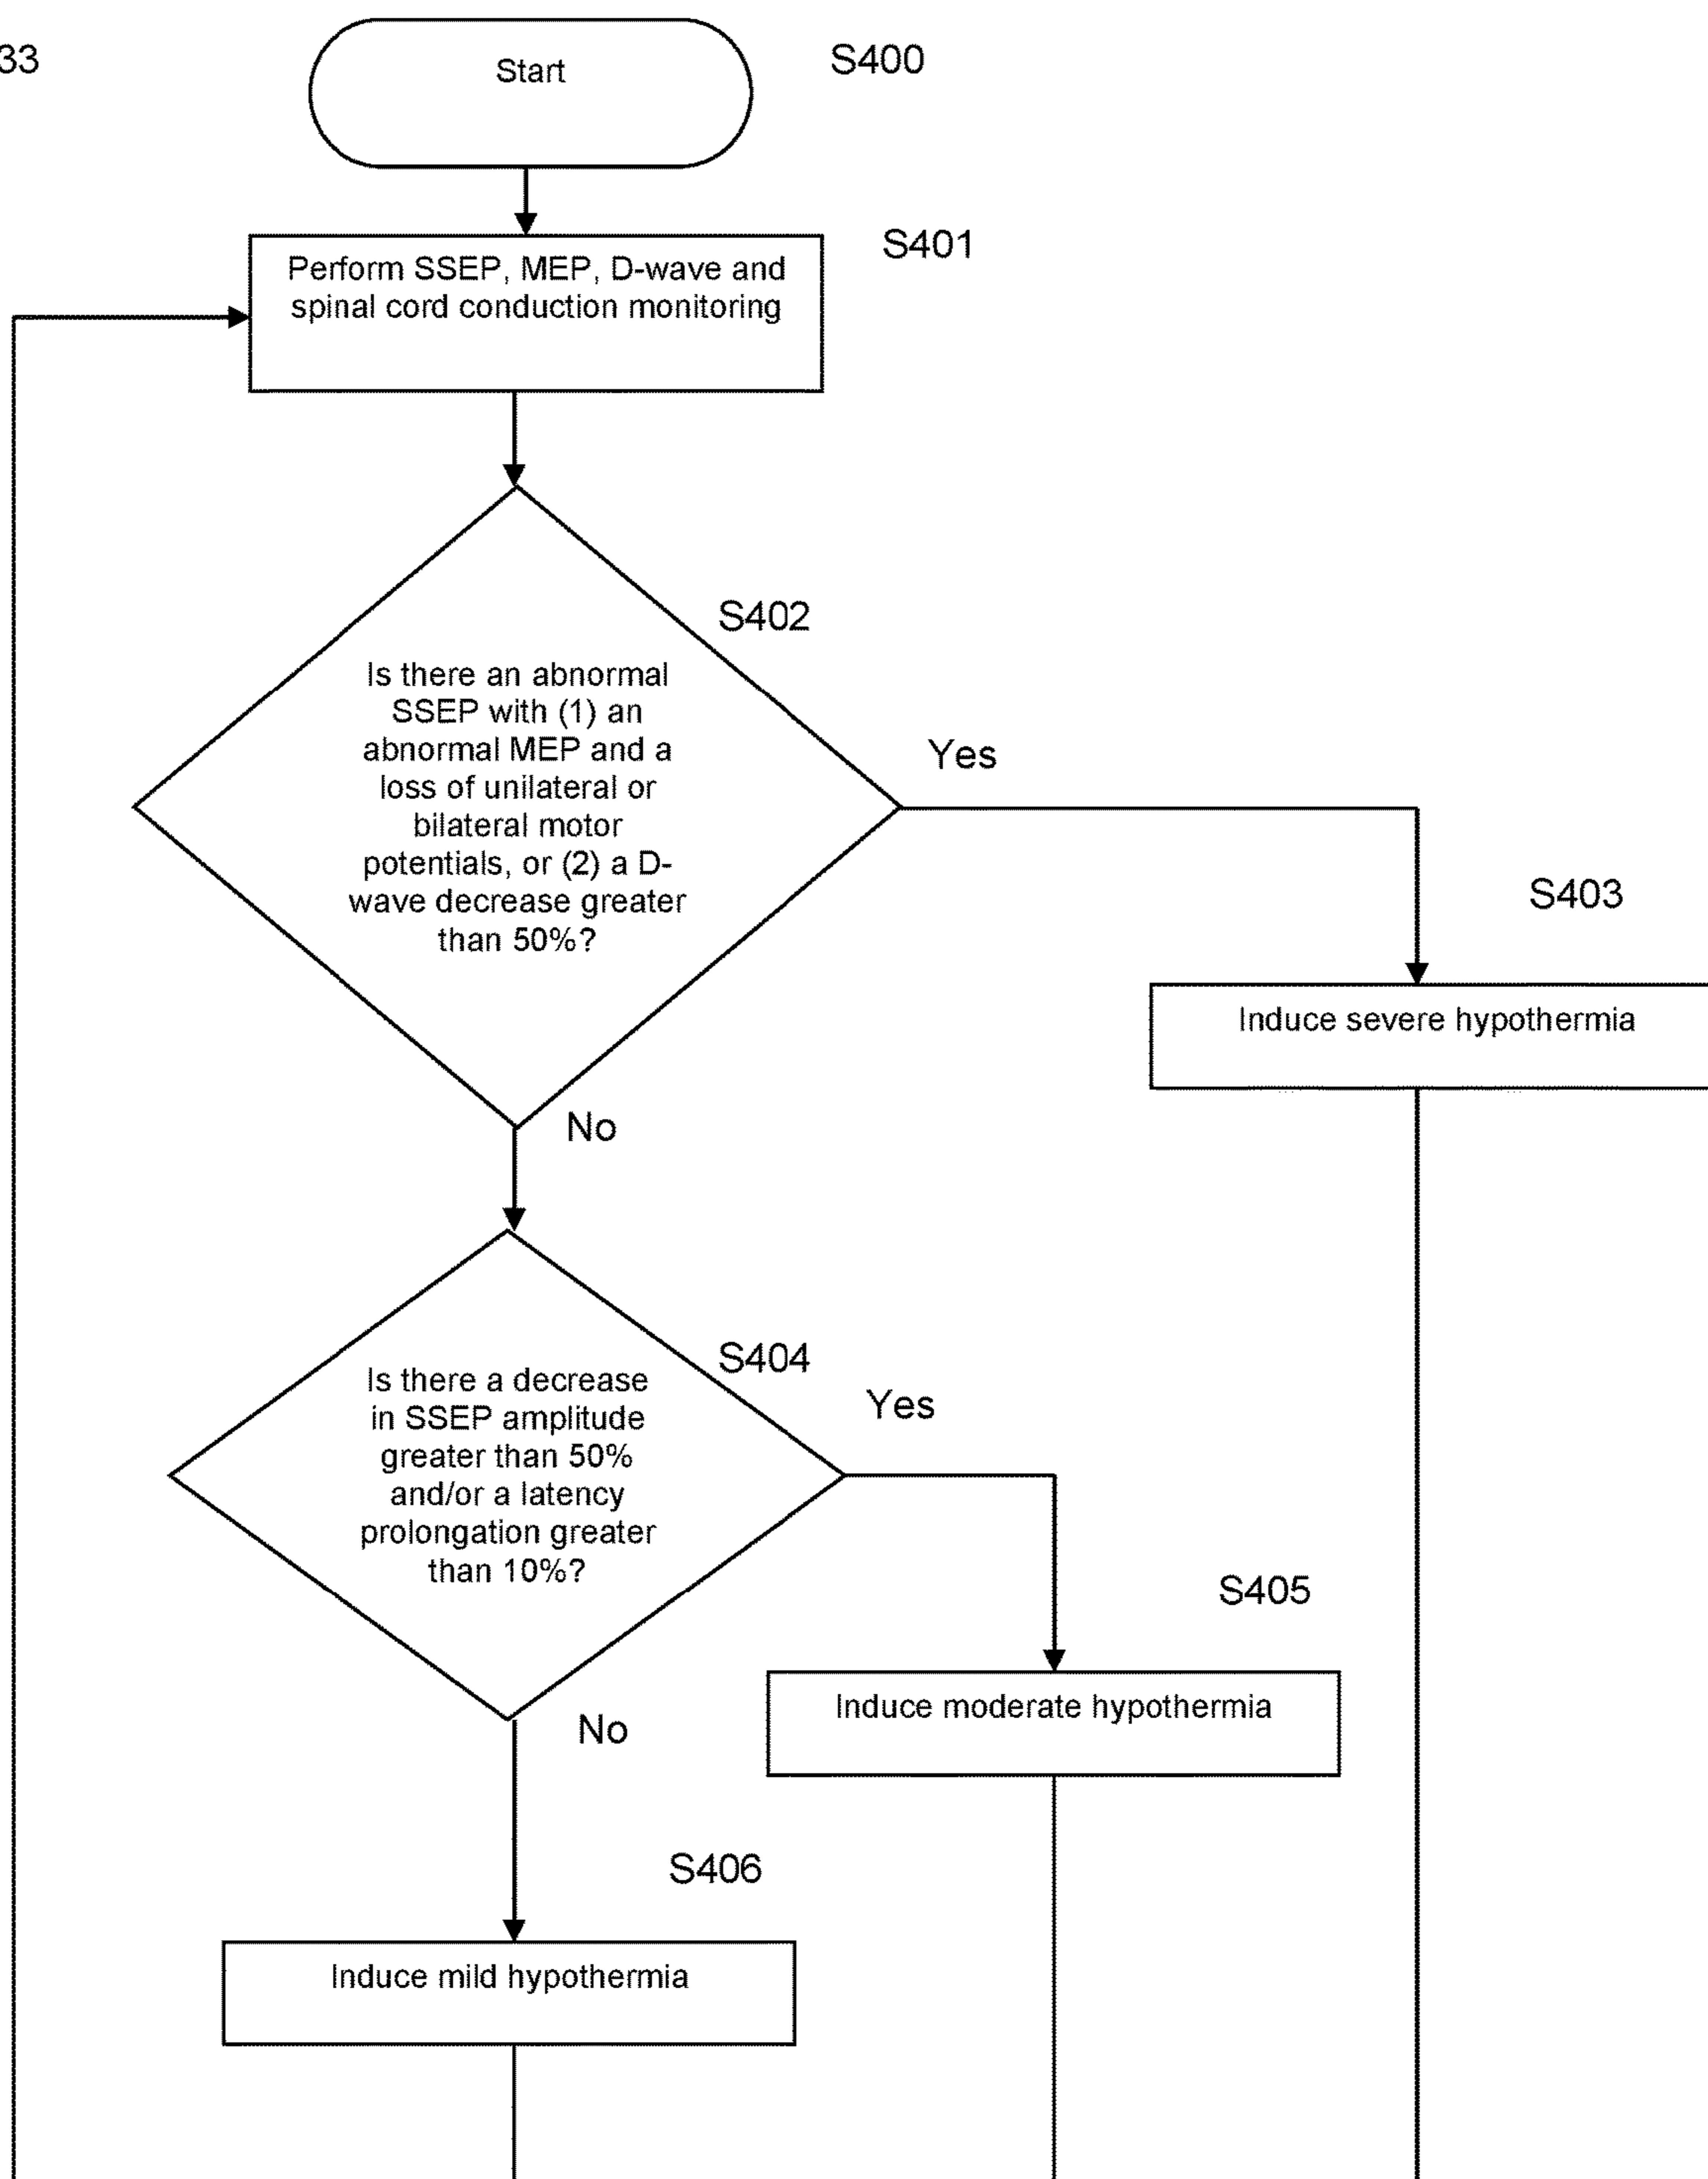 33
Start
S400
S401
Perform SSEP, MEP, D-wave and
spinal cord conduction monitoring
S402
Is there an abnormal
SSEP with (1) an
abnormal MEP and a
loss of unilateral or
bilateral motor
potentials, or (2) a D-
wave decrease greater
than 50%?
Yes
S403
Induce severe hypothermia
No
S404
Is there a decrease
in SSEP amplitude
greater than 50%
and/or a latency
prolongation greater
than 10%?
Yes
S405
Induce moderate hypothermia
No
S406
Induce mild hypothermia